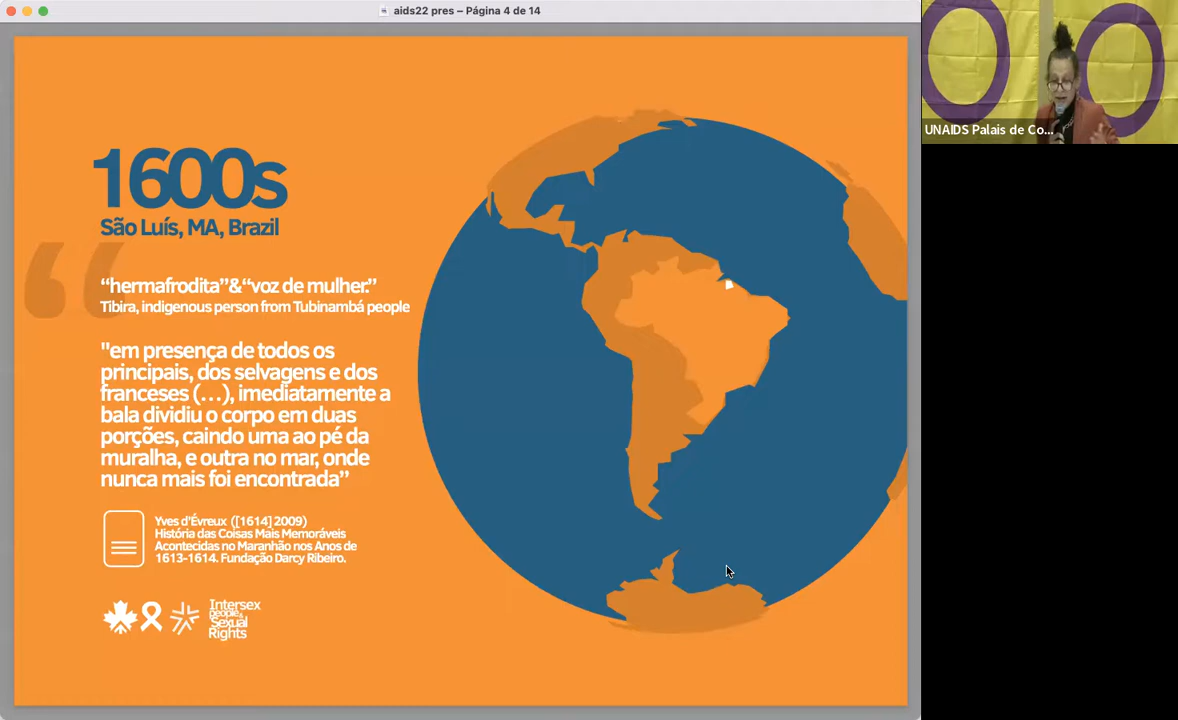 aids22 pres – Página 4 de 14
UNAIDS Palais de Co...
1600s
São Luís, MA, Brazil
“
“hermafrodita”&“voz de mulher.”
Tibira, indigenous person from Tubinambá people
"em presença de todos os
principais, dos selvagens e dos
franceses (...), imediatamente a
bala dividiu o corpo em duas
porções, caindo uma ao pé da
muralha, e outra no mar, onde
nunca mais foi encontrada”
Yves d'Évreux ([1614] 2009)
História das Coisas Mais Memoráveis
Acontecidas no Maranhão nos Anos de
1613-1614. Fundação Darcy Ribeiro.
Intersex
people&
Sexual
Rights